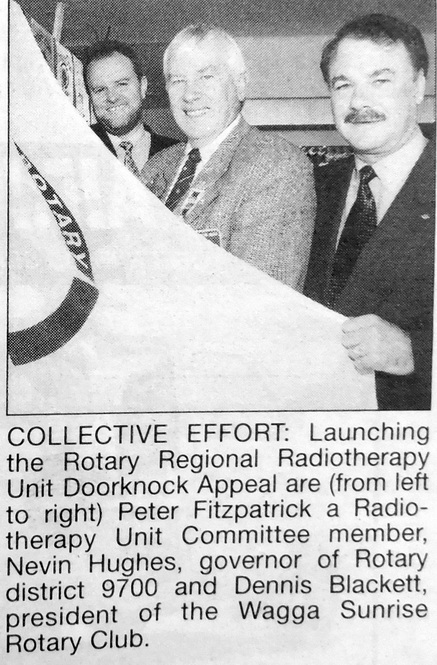 ROTARY
COLLECTIVE EFFORT: Launching
the Rotary Regional Radiotherapy
Unit Doorknock Appeal are (from left
to right) Peter Fitzpatrick a Radio-
therapy Unit Committee member,
Nevin Hughes, governor of Rotary
district 9700 and Dennis Blackett,
president of the Wagga Sunrise
Rotary Club.